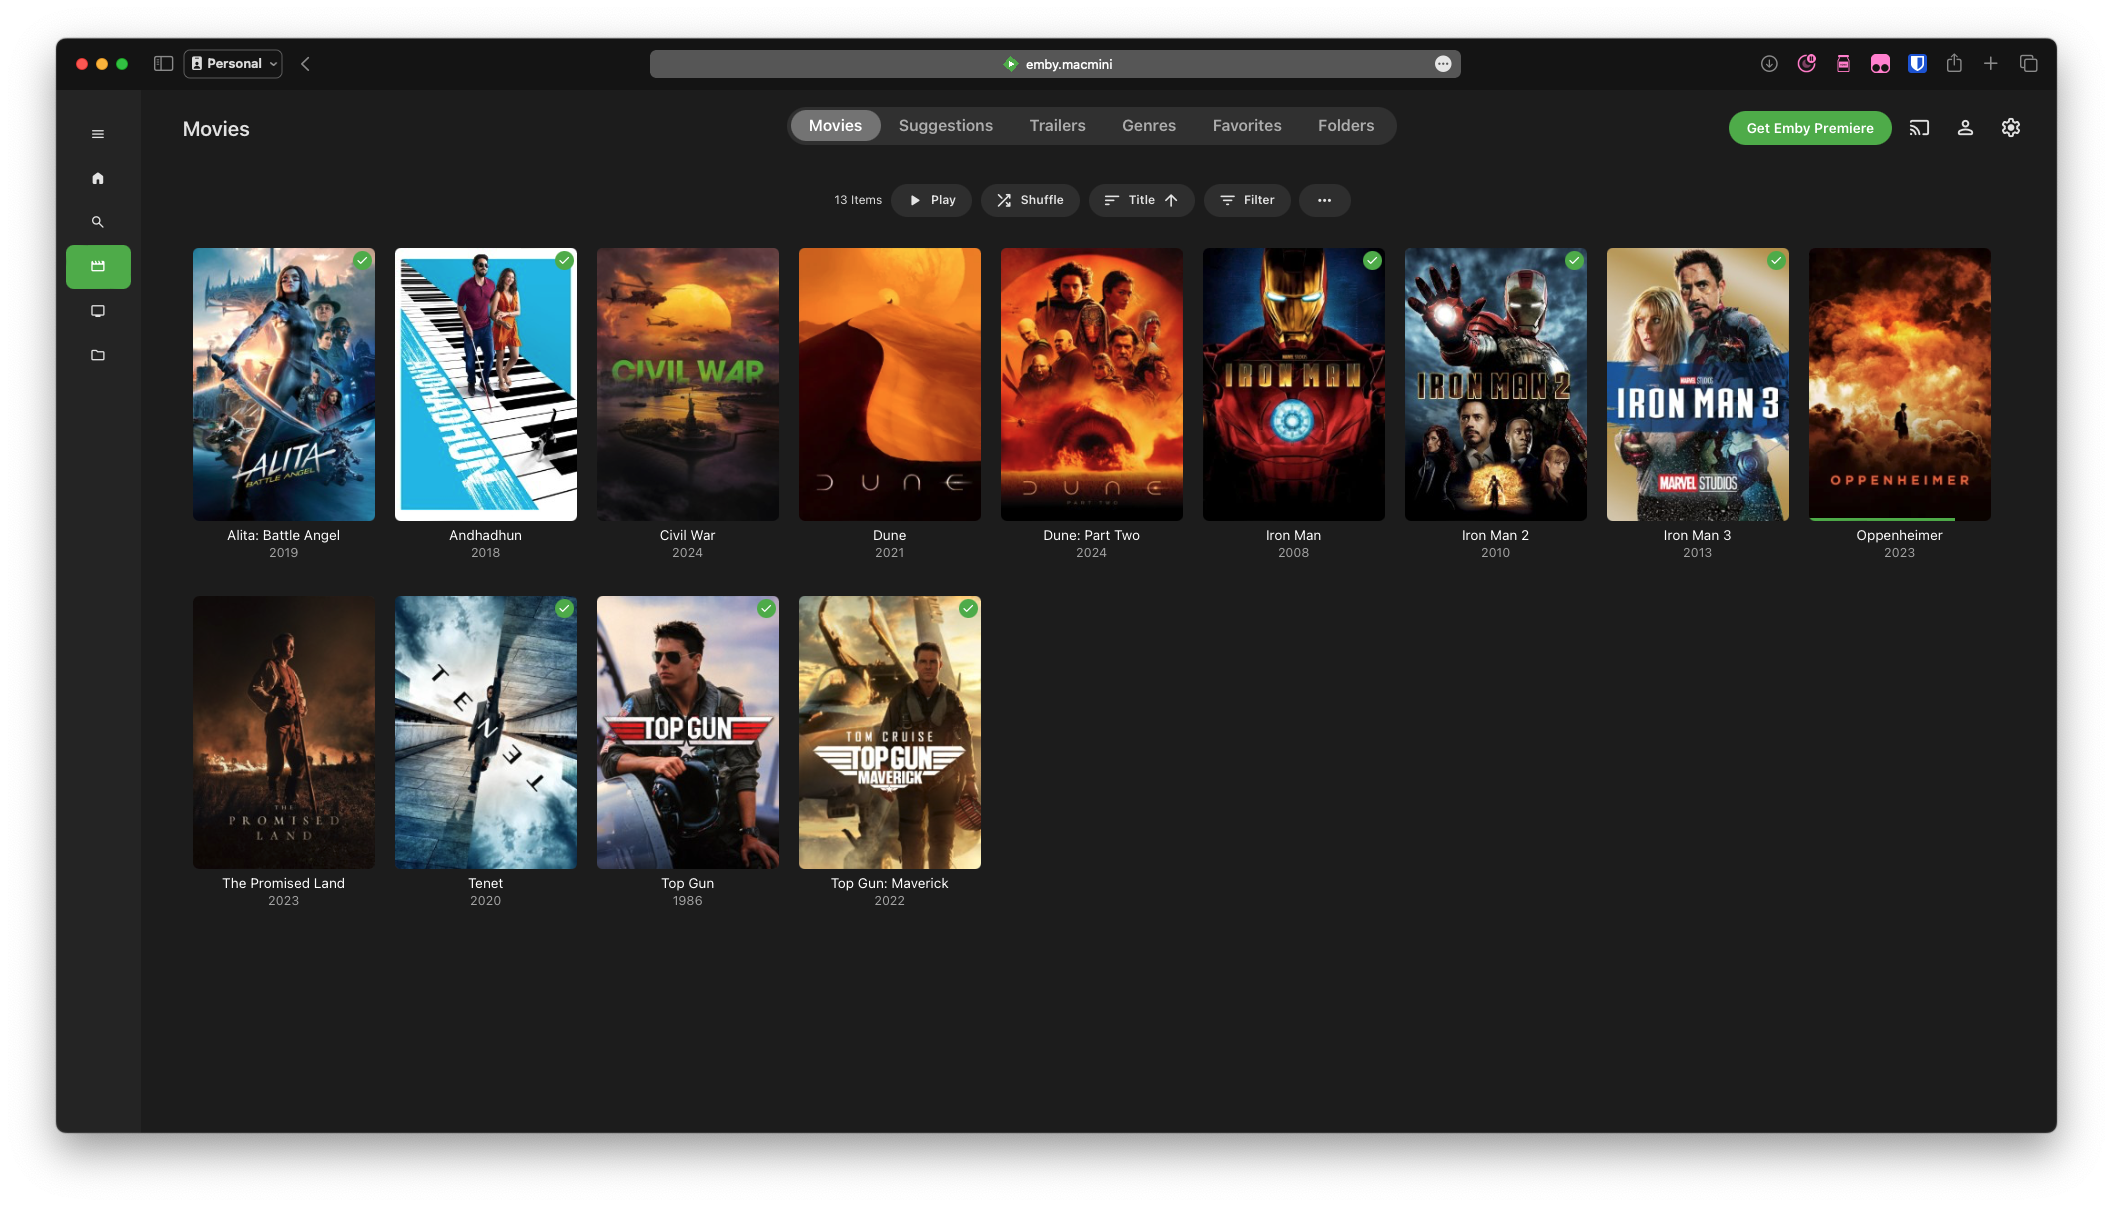 Personal
emby.macmini
Movies
Movies Suggestions Trailers Genres Favorites Folders
Get Emby Premiere
13 Items Play Shuffle Title Filter
ALITA
BATTLE ANGEL
ANDHADHUN
CIVIL WAR
DUNE
DUNE
PART TWO
MARVEL STUDIOS
IRON MAN
IRON MAN 2
MARVEL STUDIOS
IRON MAN 3
MARVEL STUDIOS
OPPENHEIMER
Alita: Battle Angel
2019
Andhadhun
2018
Civil War
2024
Dune
2021
Dune: Part Two
2024
Iron Man
2008
Iron Man 2
2010
Iron Man 3
2013
Oppenheimer
2023
THE
PROMISED
LAND
TENET
TOP GUN
TOM CRUISE
TOP GUN
MAVERICK
The Promised Land
2023
Tenet
2020
Top Gun
1986
Top Gun: Maverick
2022